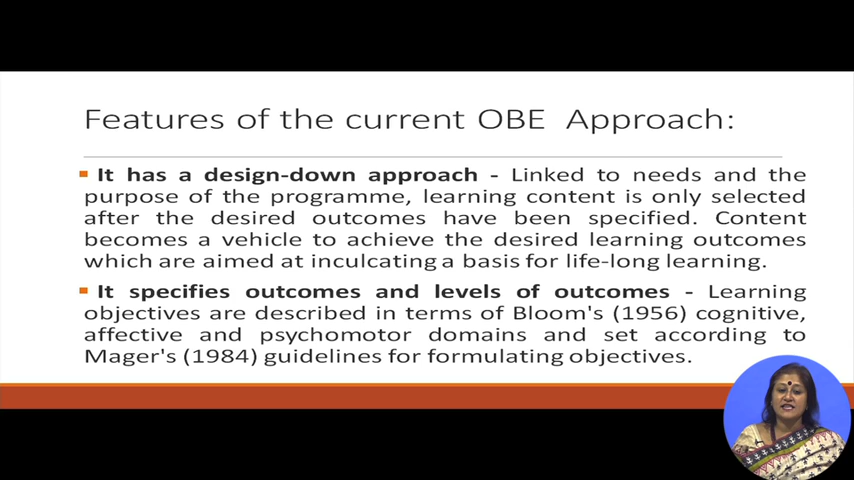 Features of the current OBE Approach:
It has a design-down approach - Linked to needs and the
purpose of the programme, learning content is only selected
after the desired outcomes have been specified. Content
becomes a vehicle to achieve the desired learning outcomes
which are aimed at inculcating a basis for life-long learning.
It specifies outcomes and levels of outcomes - Learning
objectives are described in terms of Bloom's (1956) cognitive,
affective and psychomotor domains and set according to
Mager's (1984) guidelines for formulating objectives.